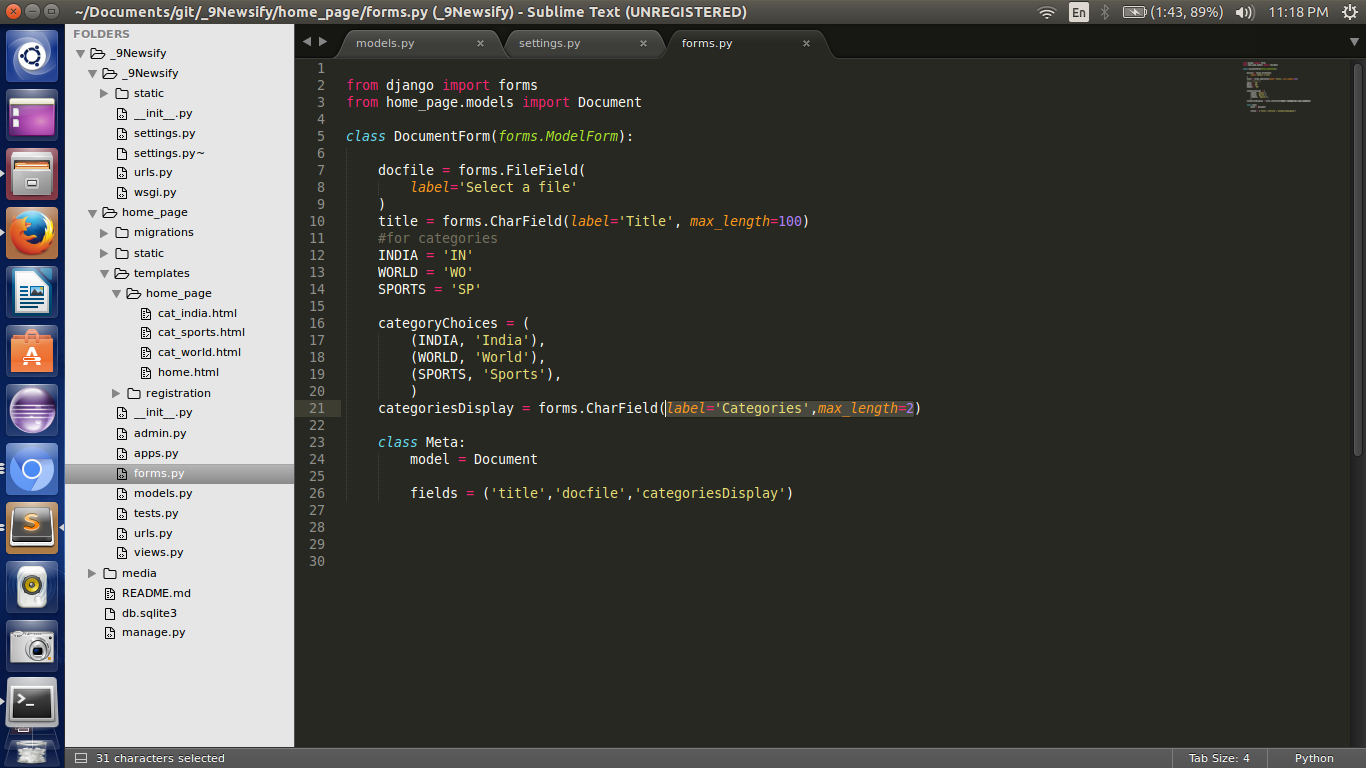 ~/Documents/git/_9Newsify/home_page/forms.py (_9Newsify) - Sublime Text (UNREGISTERED)
En
(1:43, 89%)
11:18 PM
FOLDERS
_9Newsify
_9Newsify
static
__init__.py
settings.py
settings.py~
urls.py
wsgi.py
home_page
migrations
static
templates
home_page
cat_india.html
cat_sports.html
cat_world.html
home.html
registration
__init__.py
admin.py
apps.py
forms.py
models.py
tests.py
urls.py
views.py
media
README.md
db.sqlite3
manage.py
models.py
settings.py
forms.py
1
2 from django import forms
3 from home_page.models import Document
4
5 class DocumentForm(forms.ModelForm):
6
7 docfile = forms.FileField(
8 label='Select a file'
9 )
10 title = forms.CharField(label='Title', max_length=100)
11 #for categories
12 INDIA = 'IN'
13 WORLD = 'WO'
14 SPORTS = 'SP'
15
16 categoryChoices = (
17 (INDIA, 'India'),
18 (WORLD, 'World'),
19 (SPORTS, 'Sports'),
20 )
21 categoriesDisplay = forms.CharField(label='Categories',max_length=2)
22
23 class Meta:
24 model = Document
25
26 fields = ('title','docfile','categoriesDisplay')
27
28
29
30
31 characters selected
Tab Size: 4
Python